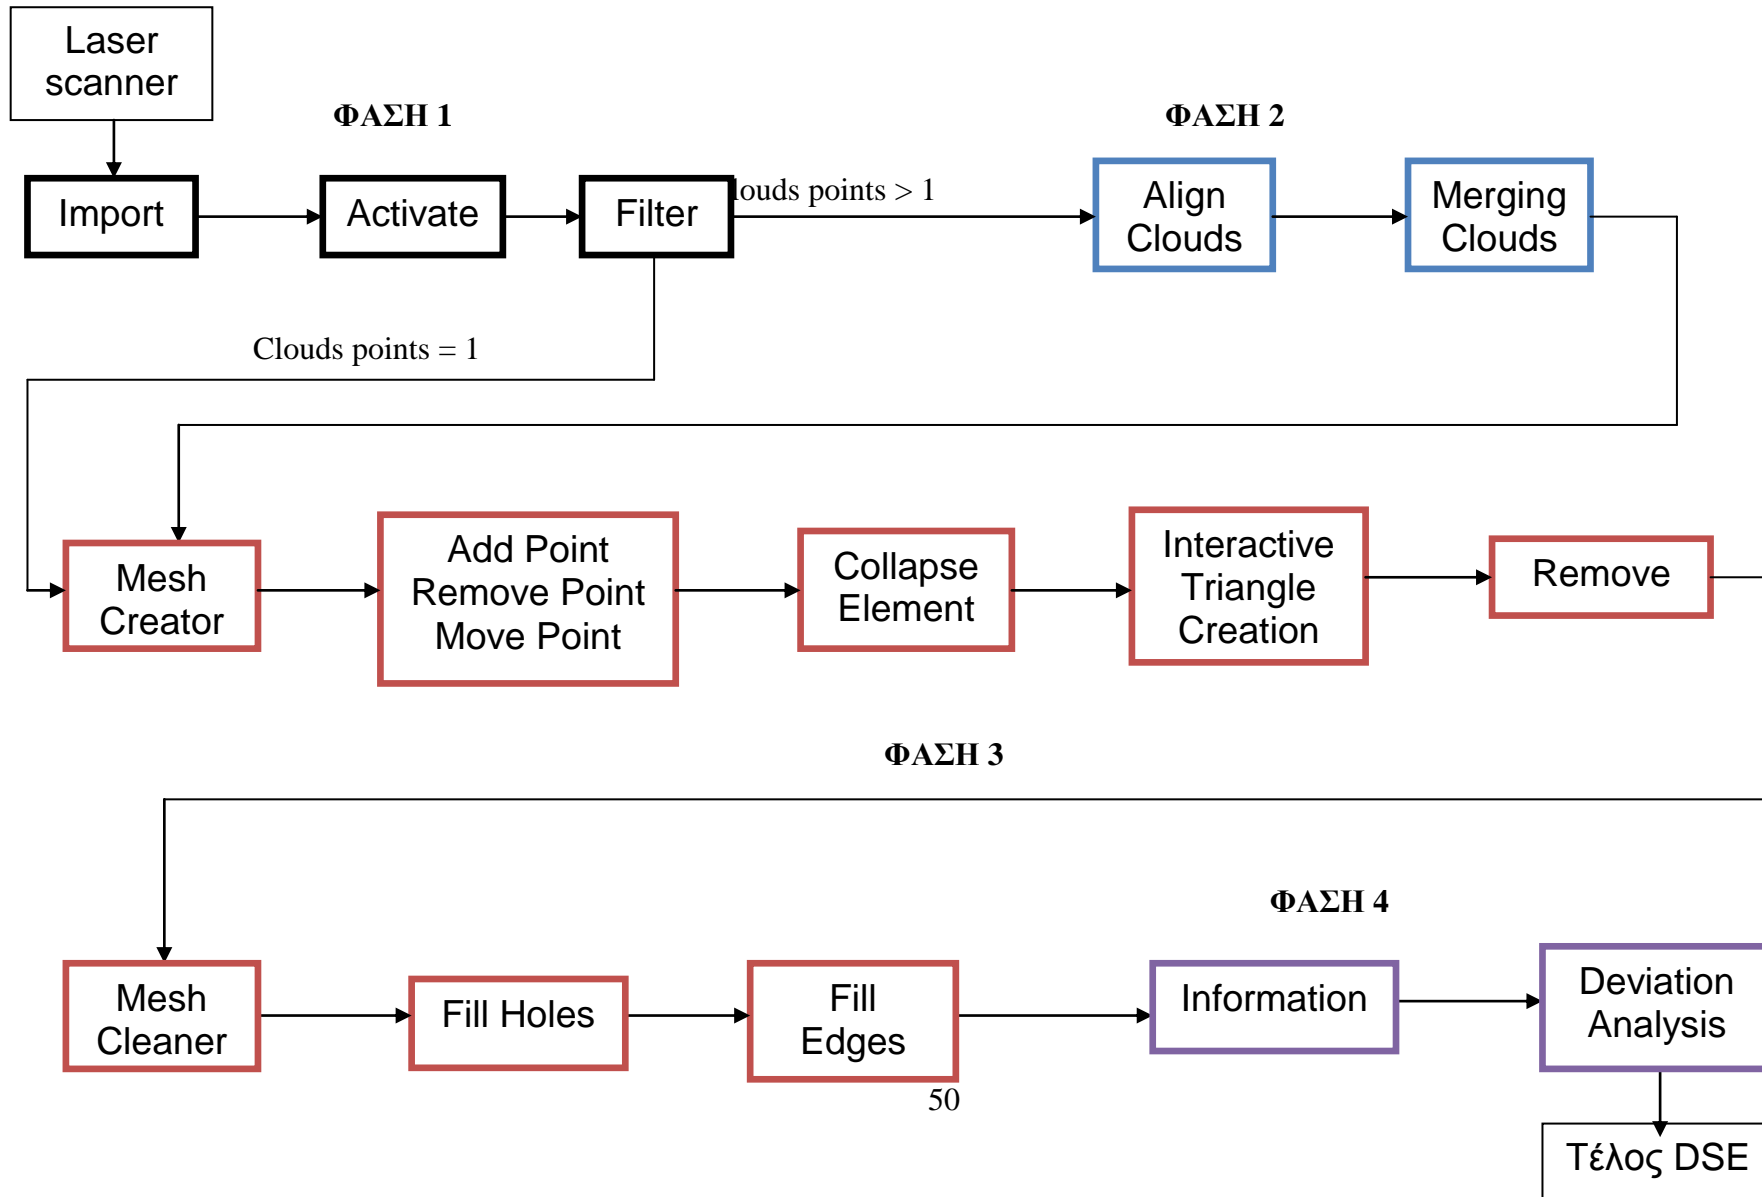 Laser
scanner
ΦΑΣΗ 1
ΦΑΣΗ 2
Import
Activate
Filter
louds points > 1
Align
Clouds
Merging
Clouds
Clouds points = 1
Mesh
Creator
Add Point
Remove Point
Move Point
Collapse
Element
Interactive
Triangle
Creation
Remove
ΦΑΣΗ 3
ΦΑΣΗ 4
Mesh
Cleaner
Fill Holes
Fill
Edges
Information
Deviation
Analysis
50
Τέλος DSE